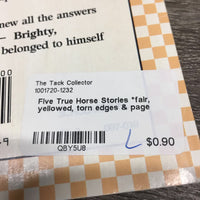 new all the answers
— Brighty,
belonged to himself
The Tack Collector
1001720-1232
Five True Horse Stories *fair,
yellowed, torn edges & page
QBY5U8
L $0.90